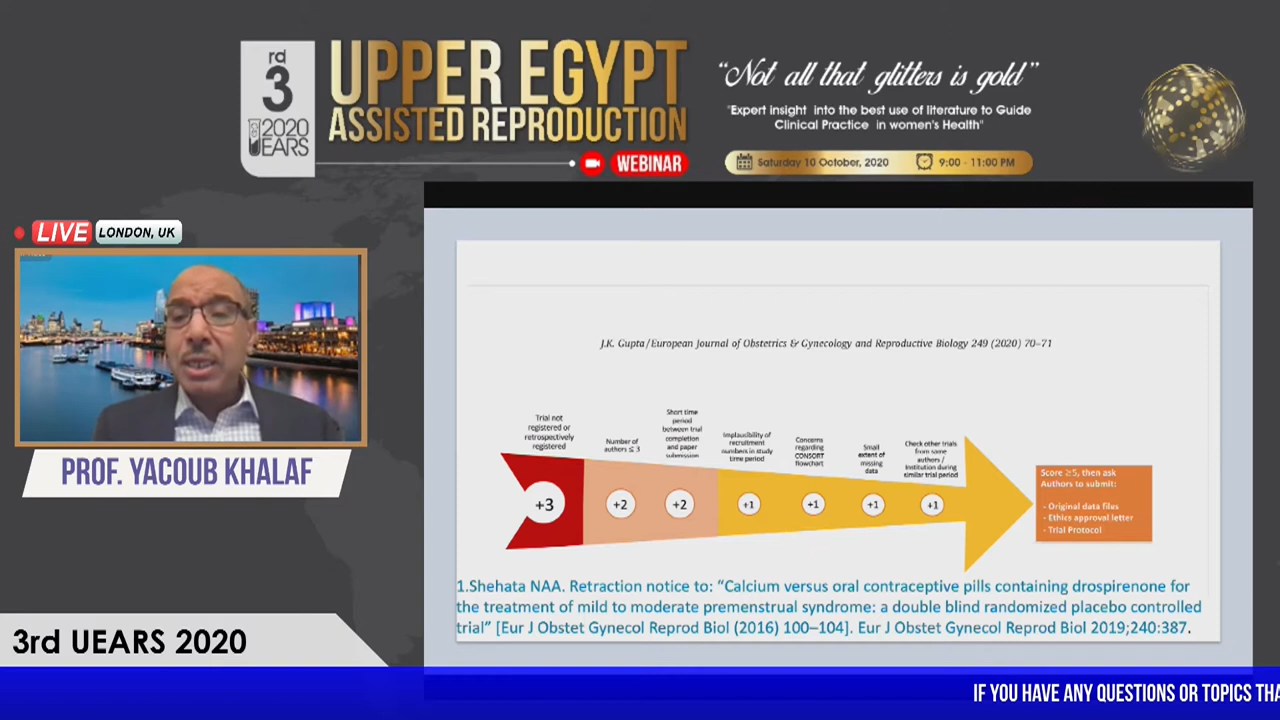 rd
3
2020
UEARS
UPPER EGYPT
ASSISTED REPRODUCTION
WEBINAR
“Not all that glitters is gold”
"Expert insight into the best use of literature to Guide
Clinical Practice in women's Health"
Saturday 10 October, 2020
9:00 - 11:00 PM
LIVE
LONDON, UK
PROF. YACOUB KHALAF
J.K. Gupta / European Journal of Obstetrics & Gynecology and Reproductive Biology 249 (2020) 70–71
Trial not
registered or
retrospectively
registered
Number of
authors ≤ 3
Short time
period
between trial
completion
and paper
submission
Implausibility of
recruitment
numbers in study
time period
Concerns
regarding
CONSORT
flowchart
Small
extent of
missing
data
Check other trials
from same
authors /
institution during
similar trial period
+3
+2
+2
+1
+1
+1
+1
Score ≥5, then ask
Authors to submit:
- Original data files
- Ethics approval letter
- Trial Protocol
1.Shehata NAA. Retraction notice to: “Calcium versus oral contraceptive pills containing drospirenone for
the treatment of mild to moderate premenstrual syndrome: a double blind randomized placebo controlled
trial” [Eur J Obstet Gynecol Reprod Biol (2016) 100–104]. Eur J Obstet Gynecol Reprod Biol 2019;240:387.
3rd UEARS 2020
IF YOU HAVE ANY QUESTIONS OR TOPICS THA